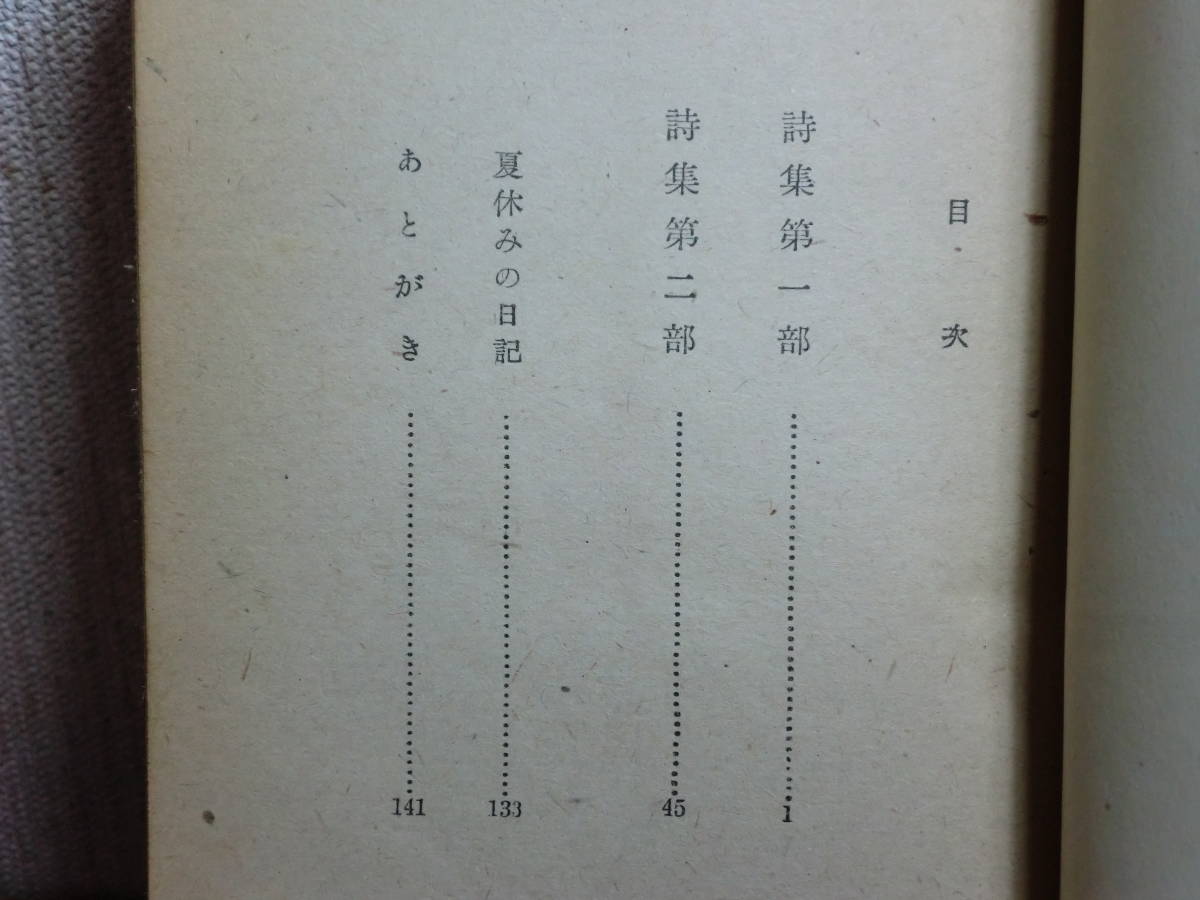 目次
詩集第一部……………………1
詩集第二部……………………45
夏休みの日記……………………133
あとがき……………………141